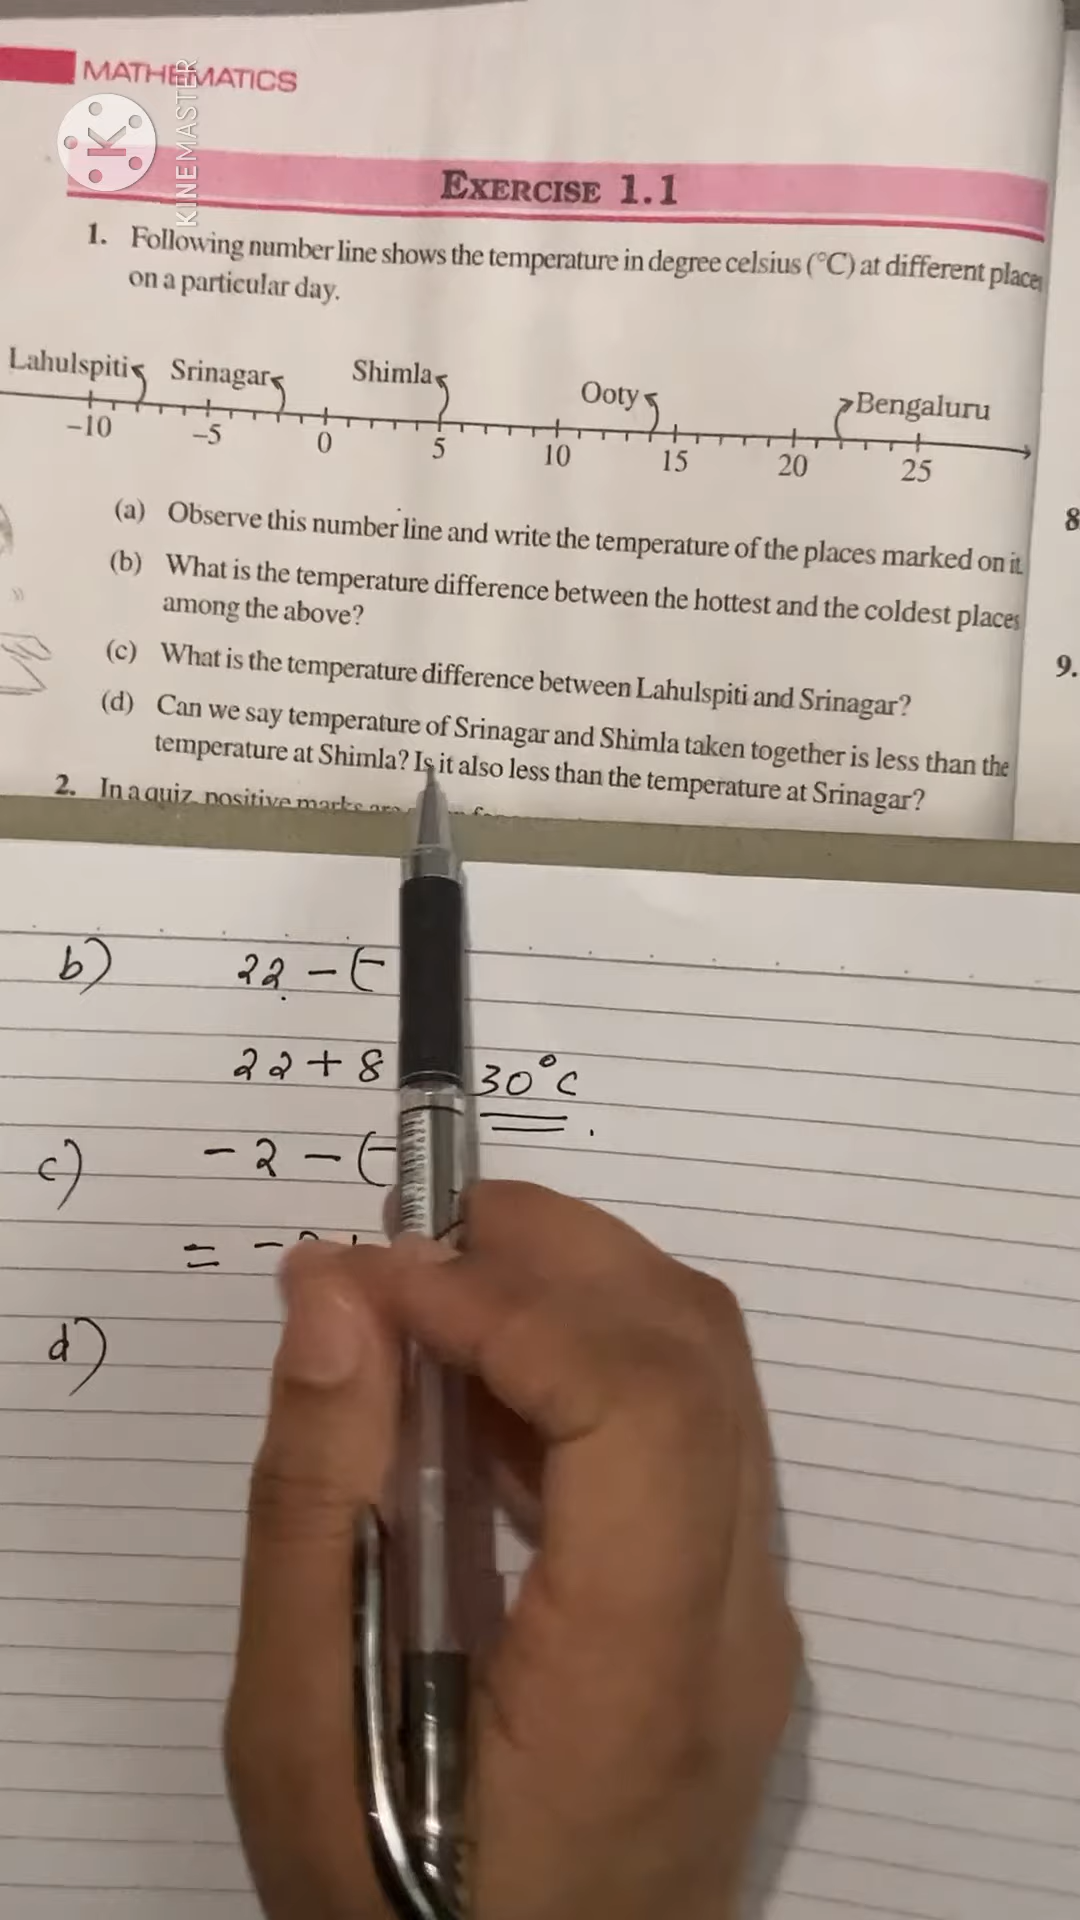 MATHEMATICS
KINEMASTER
EXERCISE 1.1
1. Following number line shows the temperature in degree celsius (°C) at different places
on a particular day.
Lahulspiti Srinagar Shimla Ooty Bengaluru
-10 -5 0 5 10 15 20 25
(a) Observe this number line and write the temperature of the places marked on it.
8
(b) What is the temperature difference between the hottest and the coldest places
among the above?
(c) What is the temperature difference between Lahulspiti and Srinagar?
9.
(d) Can we say temperature of Srinagar and Shimla taken together is less than the
temperature at Shimla? Is it also less than the temperature at Srinagar?
2. In a quiz, positive marks are
b) 22 - (-
22 + 8 30°C
c) -2 - (-
= -2 +
d)